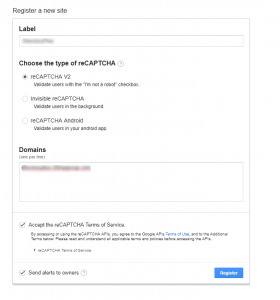 Register a new site
Label
Choose the type of reCAPTCHA
reCAPTCHA V2
Validate users with the "I'm not a robot" checkbox.
Invisible reCAPTCHA
Validate users in the background.
reCAPTCHA Android
Validate users in your android app.
Domains
(one per line)
Accept the reCAPTCHA Terms of Service.
By accessing or using the reCAPTCHA APIs, you agree to the Google APIs Terms of Use, and to the Additional
Terms below. Please read and understand all applicable terms and policies before accessing the APIs.
reCAPTCHA Terms of Service
Send alerts to owners
Register